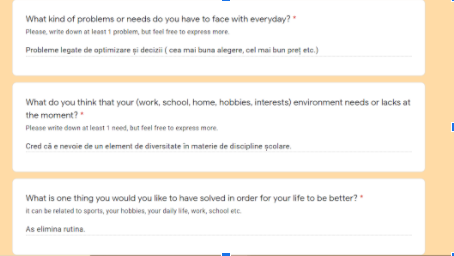 What kind of problems or needs do you have to face with everyday? *
Please, write down at least 1 problem, but feel free to express more.
Probleme legate de optimizare și decizii ( cea mai buna alegere, cel mai bun preț etc.)
What do you think that your (work, school, home, hobbies, interests) environment needs or lacks at
the moment? *
Please write down at least 1 need, but feel free to express more.
Cred că e nevoie de un element de diversitate în materie de discipline școlare.
What is one thing you would you like to have solved in order for your life to be better? *
it can be related to sports, your hobbies, your daily life, work, school etc.
As elimina rutina.